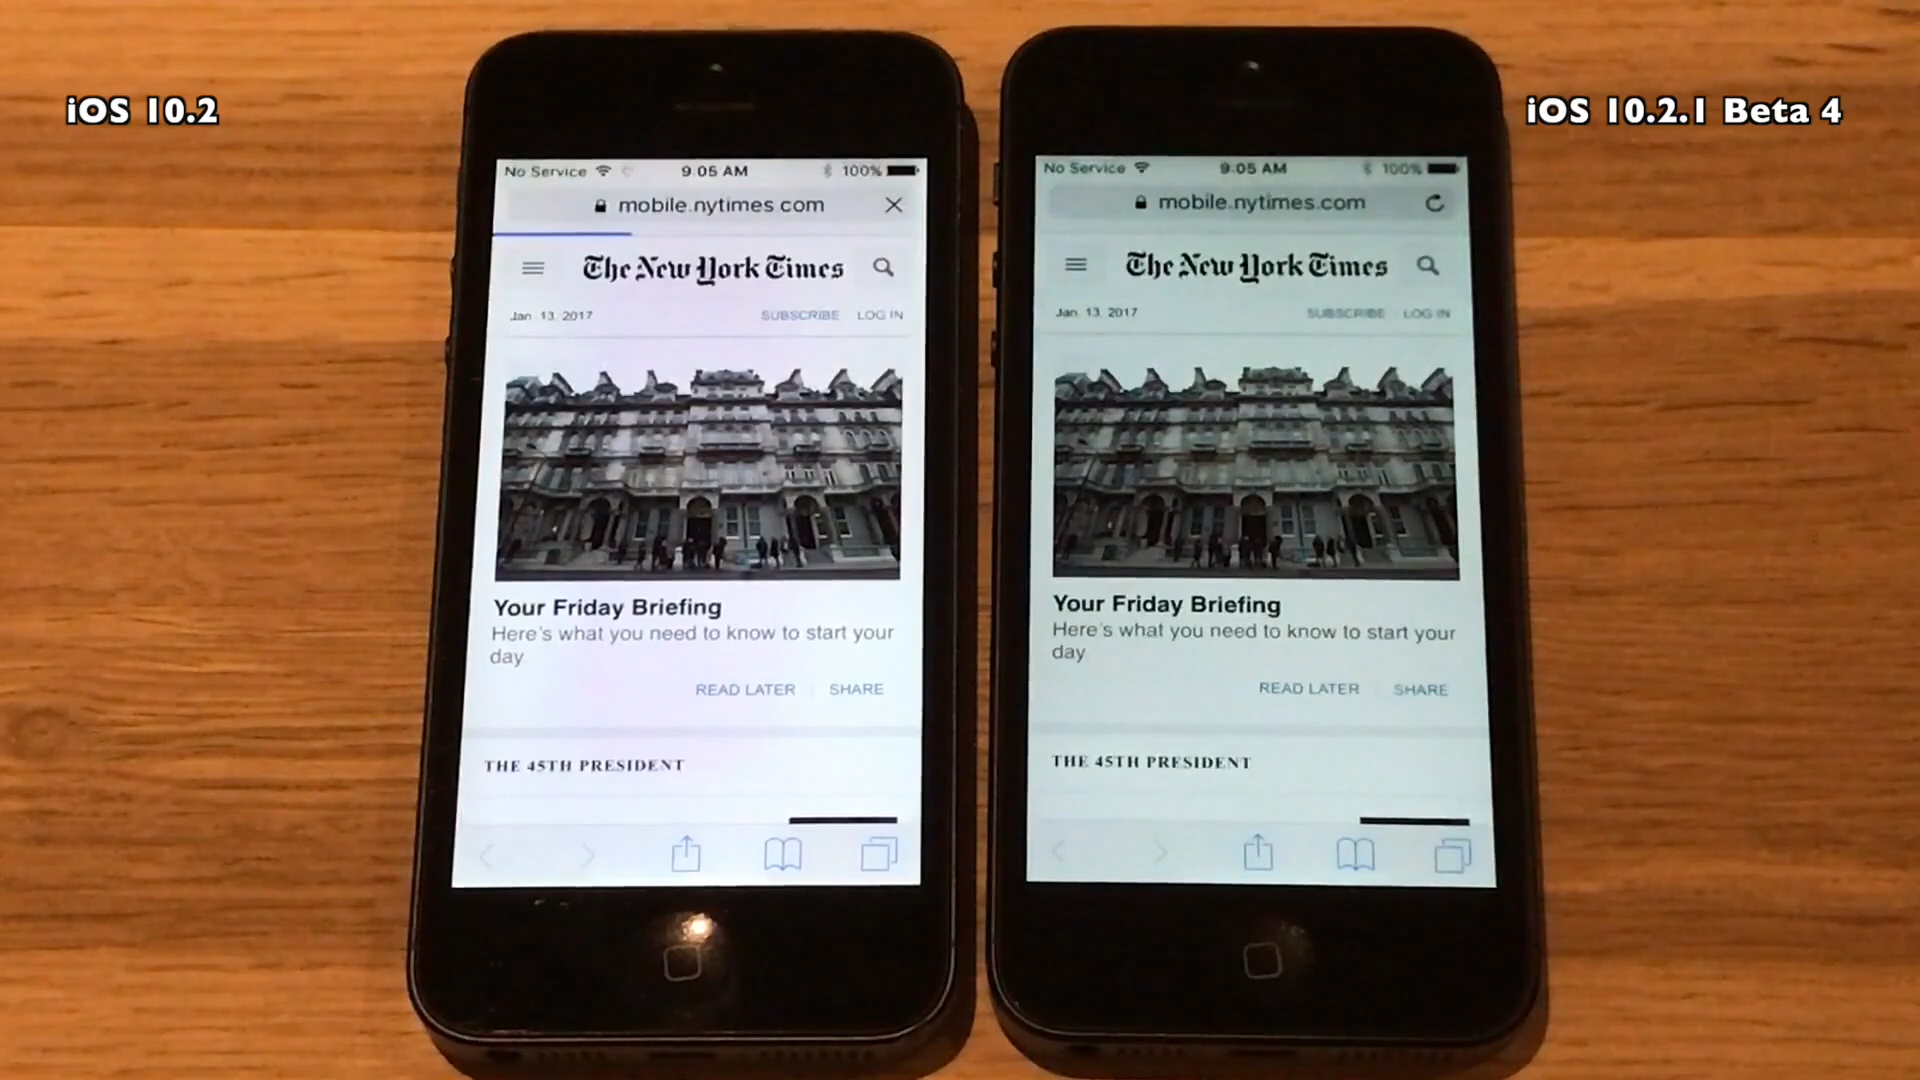 iOS 10.2
No Service 9:05 AM 100%
mobile.nytimes.com
The New York Times
Jan. 13, 2017 SUBSCRIBE LOG IN
Your Friday Briefing
Here's what you need to know to start your
day.
READ LATER SHARE
THE 45TH PRESIDENT
iOS 10.2.1 Beta 4
No Service 9:05 AM 100%
mobile.nytimes.com
The New York Times
Jan. 13, 2017 SUBSCRIBE LOG IN
Your Friday Briefing
Here's what you need to know to start your
day.
READ LATER SHARE
THE 45TH PRESIDENT